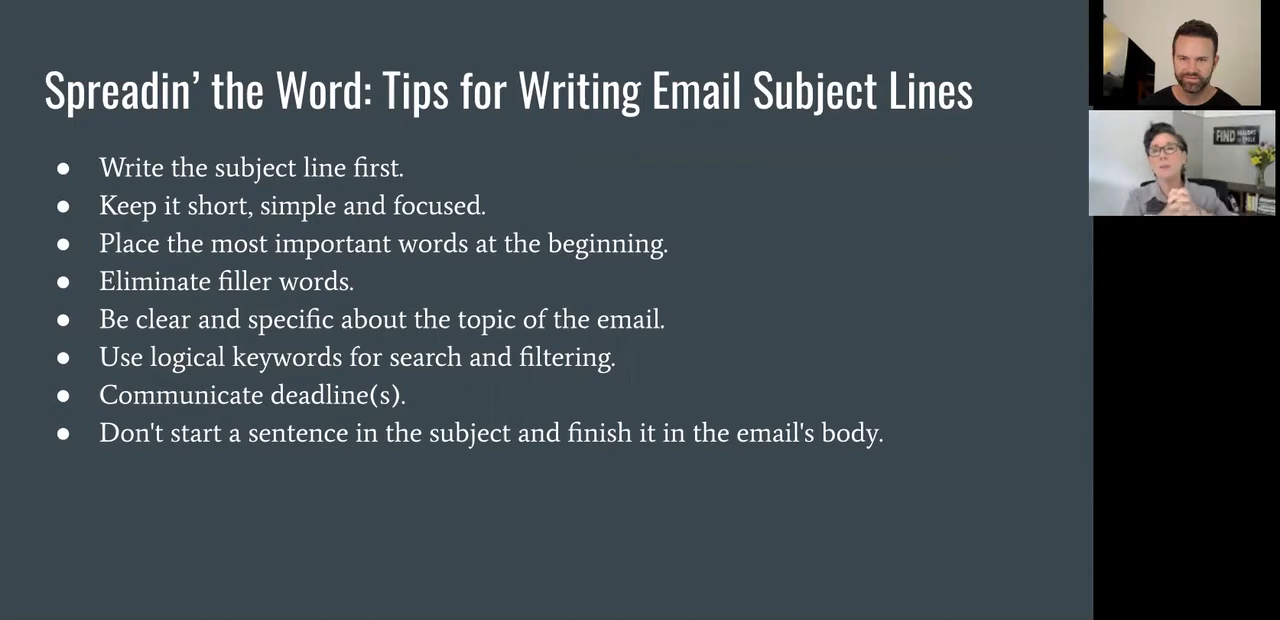 Spreadin’ the Word: Tips for Writing Email Subject Lines
● Write the subject line first.
● Keep it short, simple and focused.
● Place the most important words at the beginning.
● Eliminate filler words.
● Be clear and specific about the topic of the email.
● Use logical keywords for search and filtering.
● Communicate deadline(s).
● Don't start a sentence in the subject and finish it in the email's body.
FIND